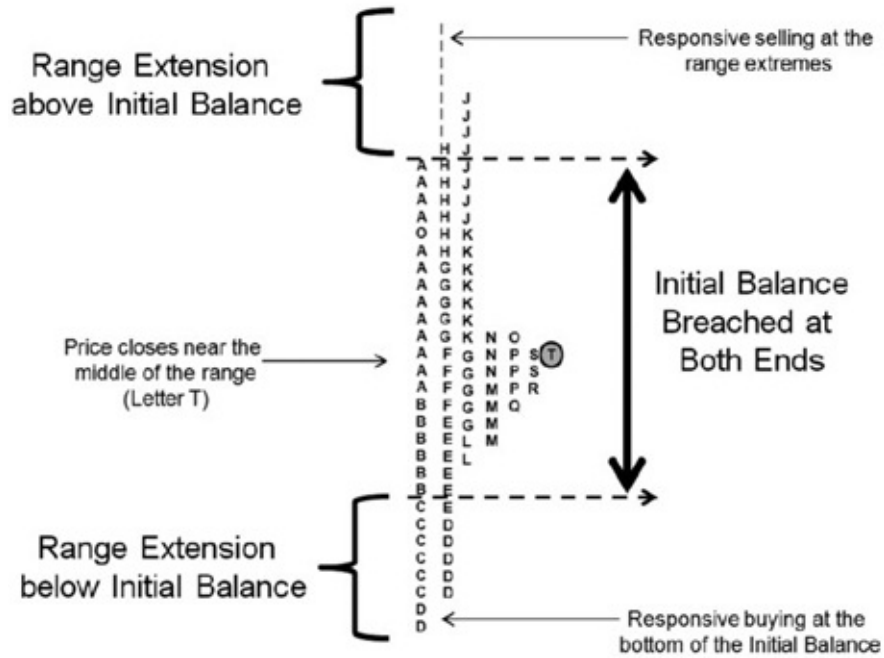 Range Extension
above Initial Balance
Responsive selling at the
range extremes
J
J
J
H J
A H J
A H J
A H J
A H J
O H K
A H K
A G K
A G K
A G K
A G K
A G K N O
A F G N P S T
A F G N P S
A F G M P R
B F G M Q
B E G M
B E L M
B E L
B E
B E
C E
C D
C D
C D
C D
C D
D
D
Initial Balance
Breached at
Both Ends
Price closes near the
middle of the range
(Letter T)
Range Extension
below Initial Balance
Responsive buying at the
bottom of the Initial Balance